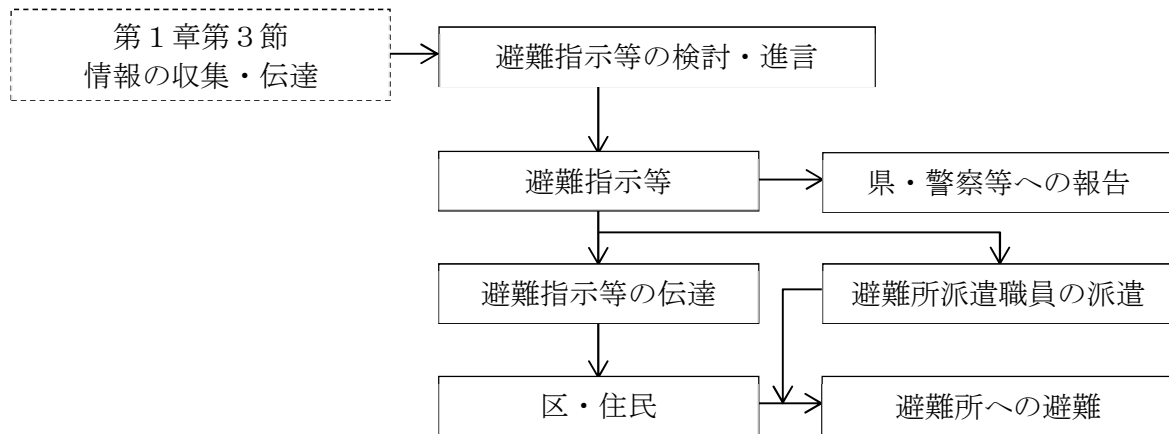 第１章第３節
情報の収集・伝達
避難指示等の検討・進言
避難指示等
県・警察等への報告
避難指示等の伝達
避難所派遣職員の派遣
区・住民
避難所への避難